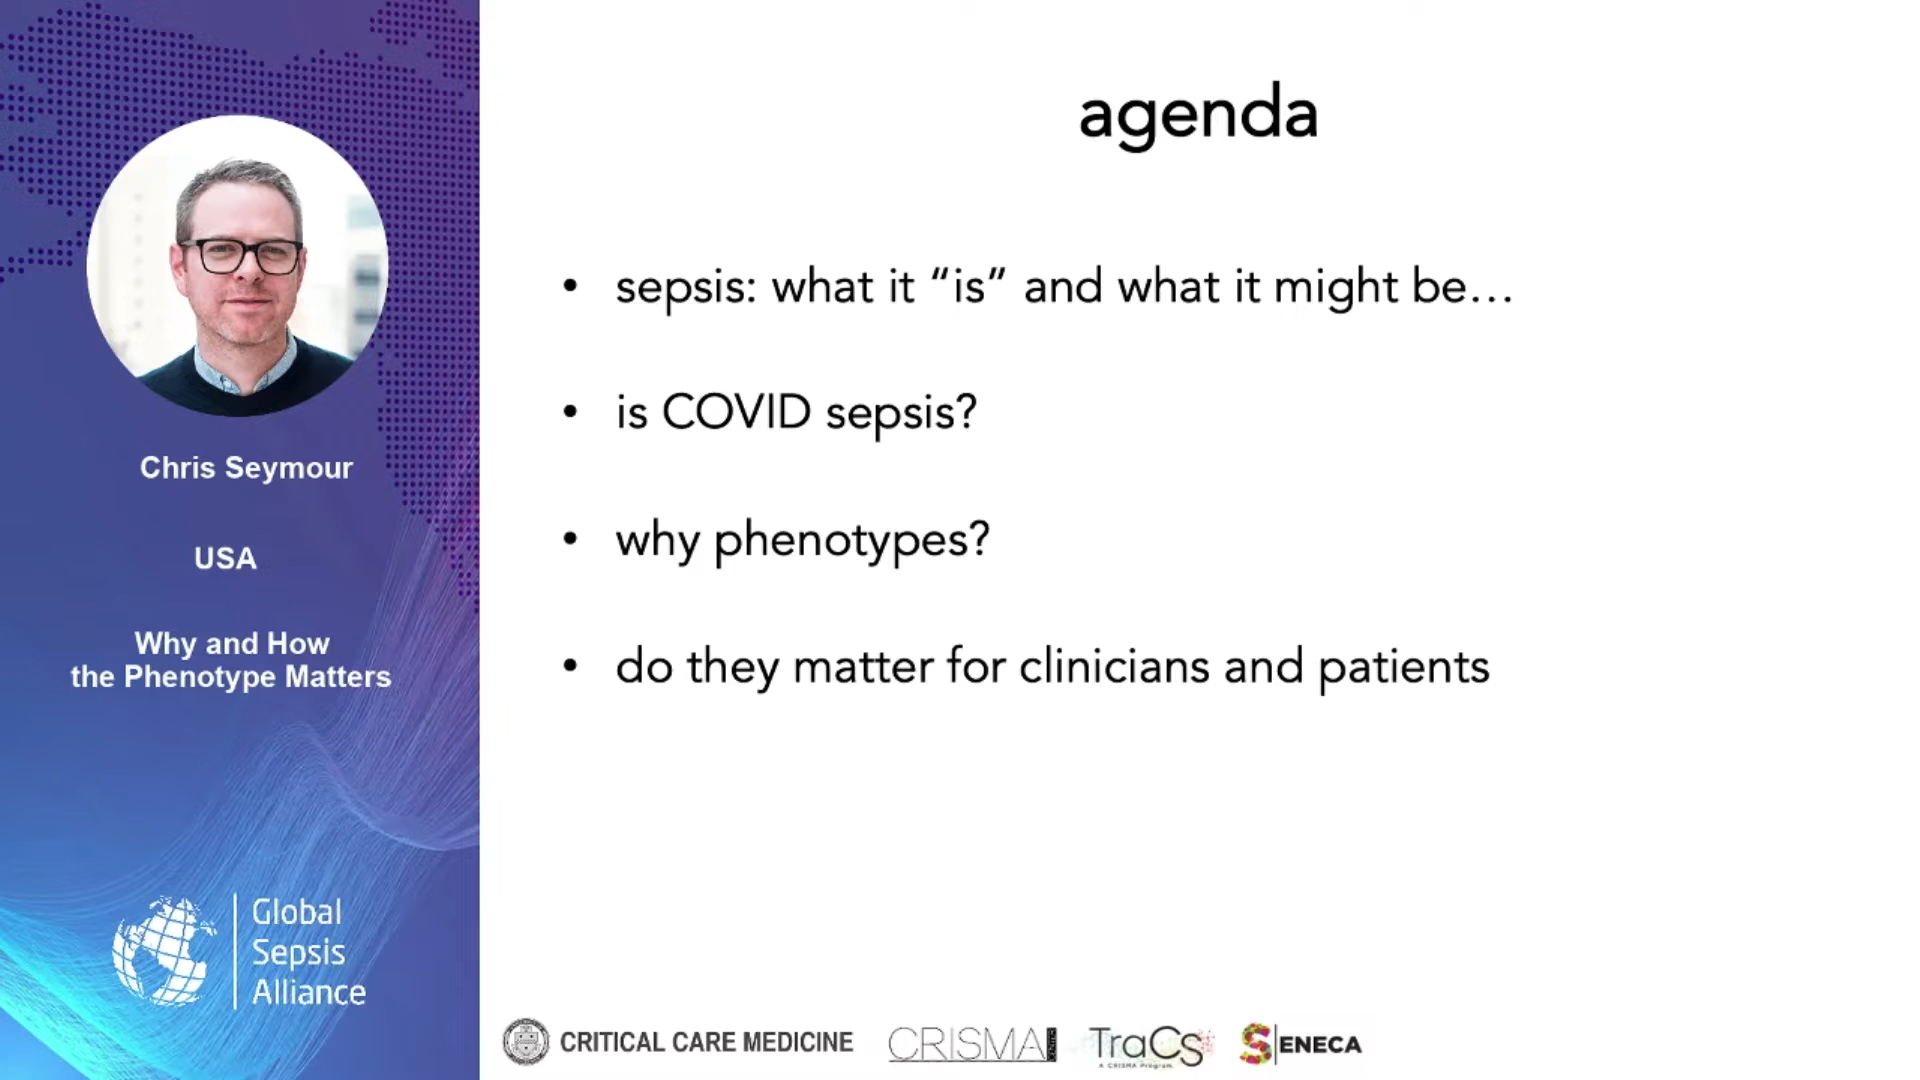 agenda
• sepsis: what it “is” and what it might be…
• is COVID sepsis?
• why phenotypes?
• do they matter for clinicians and patients
Chris Seymour
USA
Why and How
the Phenotype Matters
Global
Sepsis
Alliance
CRITICAL CARE MEDICINE
CRISMA
TraCs
A CRISMA Program
SENECA